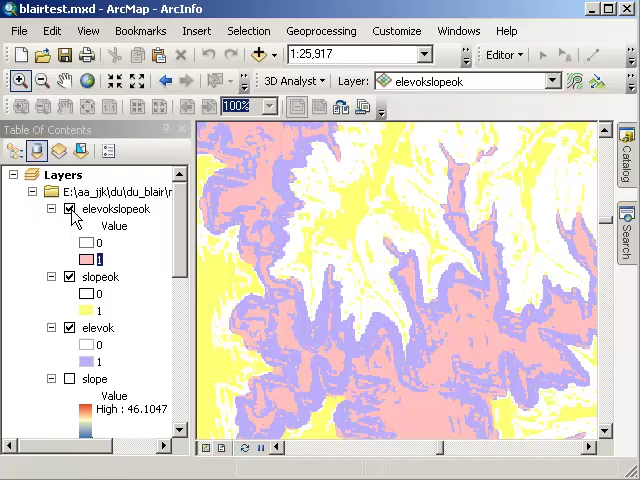 blairtest.mxd - ArcMap - ArcInfo
File Edit View Bookmarks Insert Selection Geoprocessing Customize Windows Help
1:25,917 Editor
3D Analyst Layer: elevokslopeok
100%
Table Of Contents
Layers
E:\aa_jjk\du\du_blair\r
elevokslopeok
Value
0
1
slopeok
0
1
elevok
0
1
slope
Value
High : 46.1047
Catalog
Search